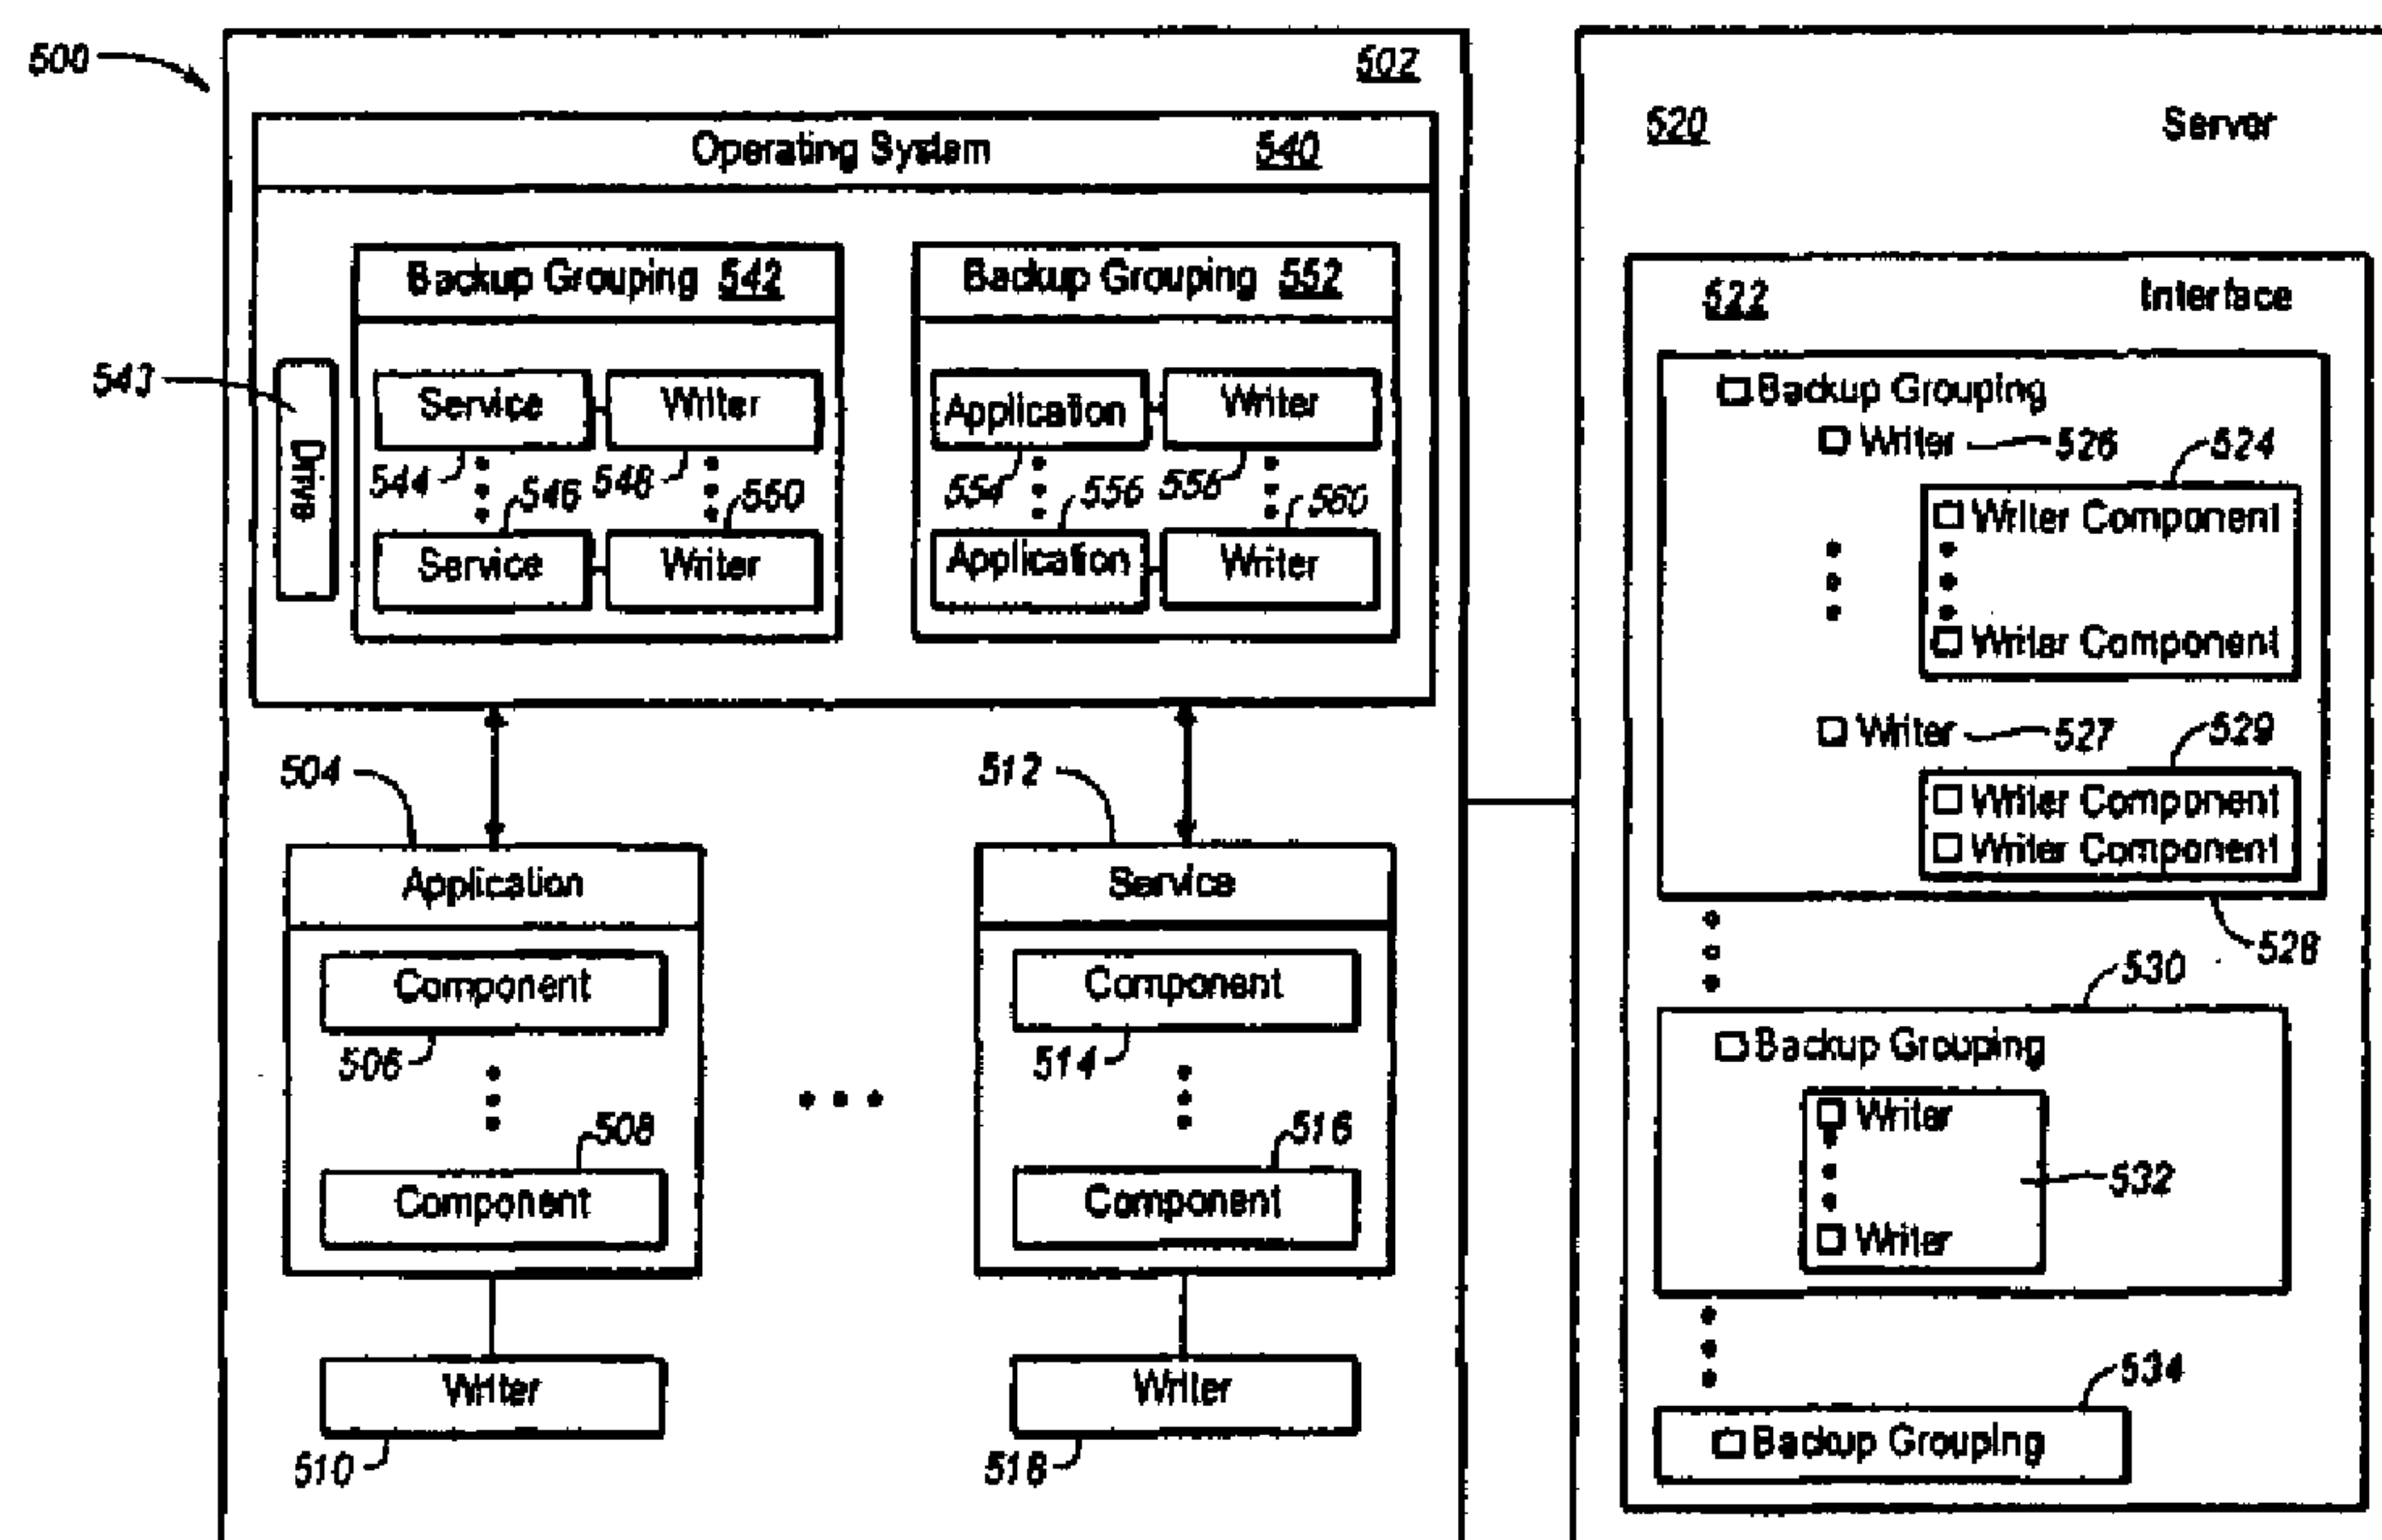 500
502
Operating System 540
Backup Grouping 542
Backup Grouping 552
543
Drive
Service
Writer
Application
Writer
544
548
554
558
546
550
556
560
Service
Writer
Application
Writer
504
512
Application
Service
Component
Component
506
514
508
516
Component
Component
Writer
Writer
510
518
520 Server
522 Interface
Backup Grouping
Writer 526
524
Writer Component
Writer Component
Writer 527
529
Writer Component
Writer Component
528
530
Backup Grouping
Writer
532
Writer
534
Backup Grouping